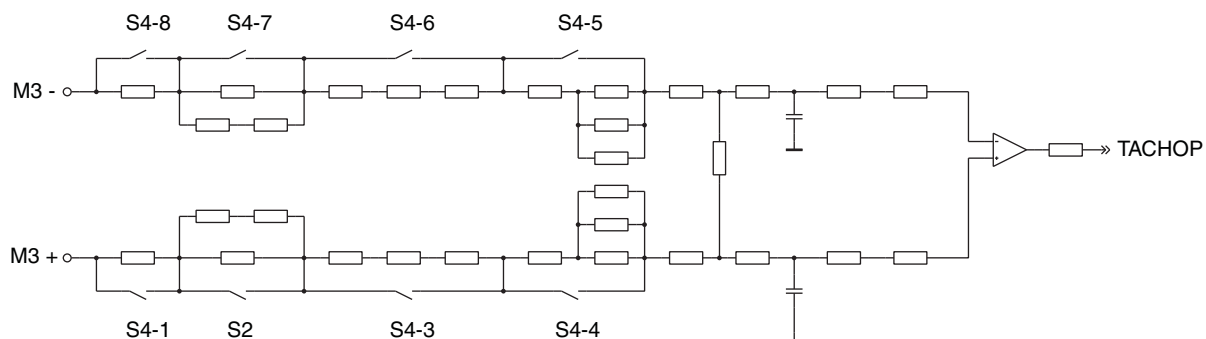 S4-8 S4-7 S4-6 S4-5
M3 -
- +
TACHOP
M3 +
S4-1 S2 S4-3 S4-4